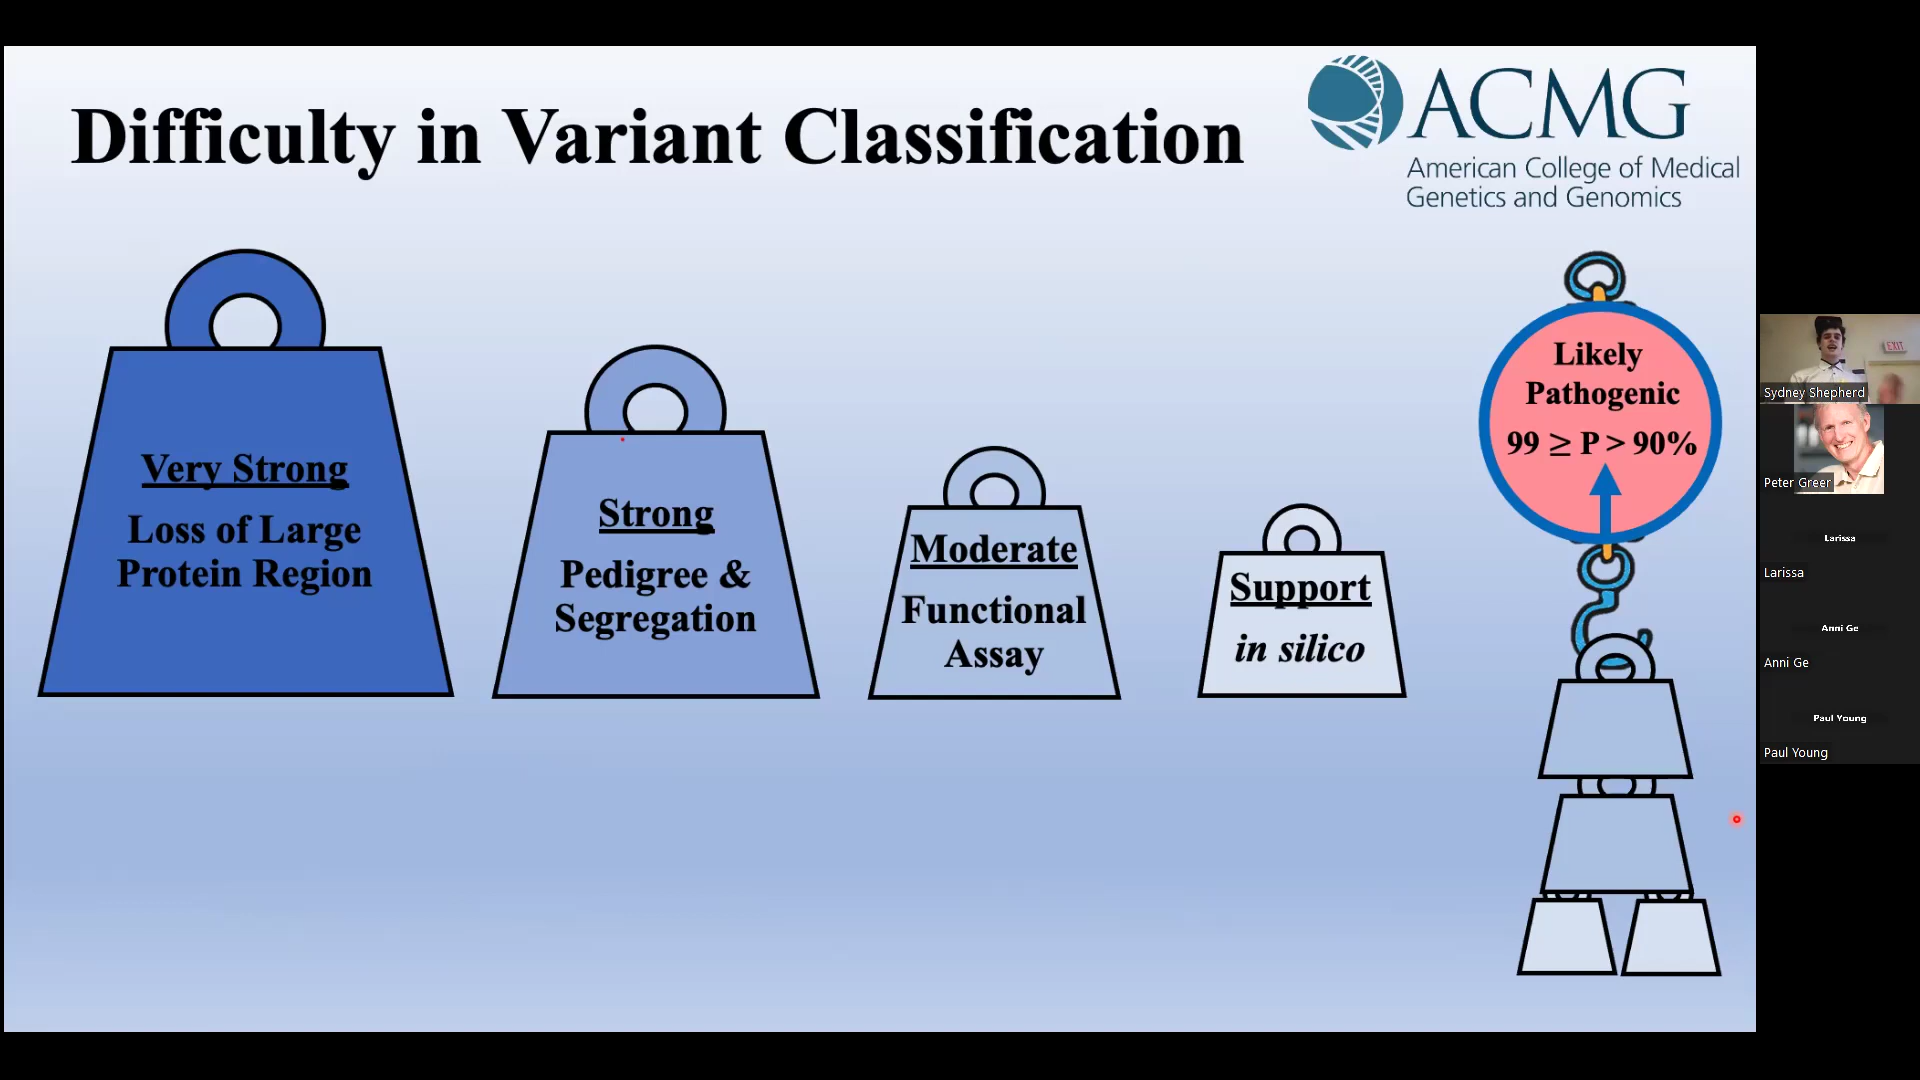 Difficulty in Variant Classification
ACMG
American College of Medical
Genetics and Genomics
Very Strong
Loss of Large
Protein Region
Strong
Pedigree &
Segregation
Moderate
Functional
Assay
Support
in silico
Likely
Pathogenic
99 ≥ P > 90%
EXIT
Sydney Shepherd
Peter Greer
Larissa
Larissa
Anni Ge
Anni Ge
Paul Young
Paul Young